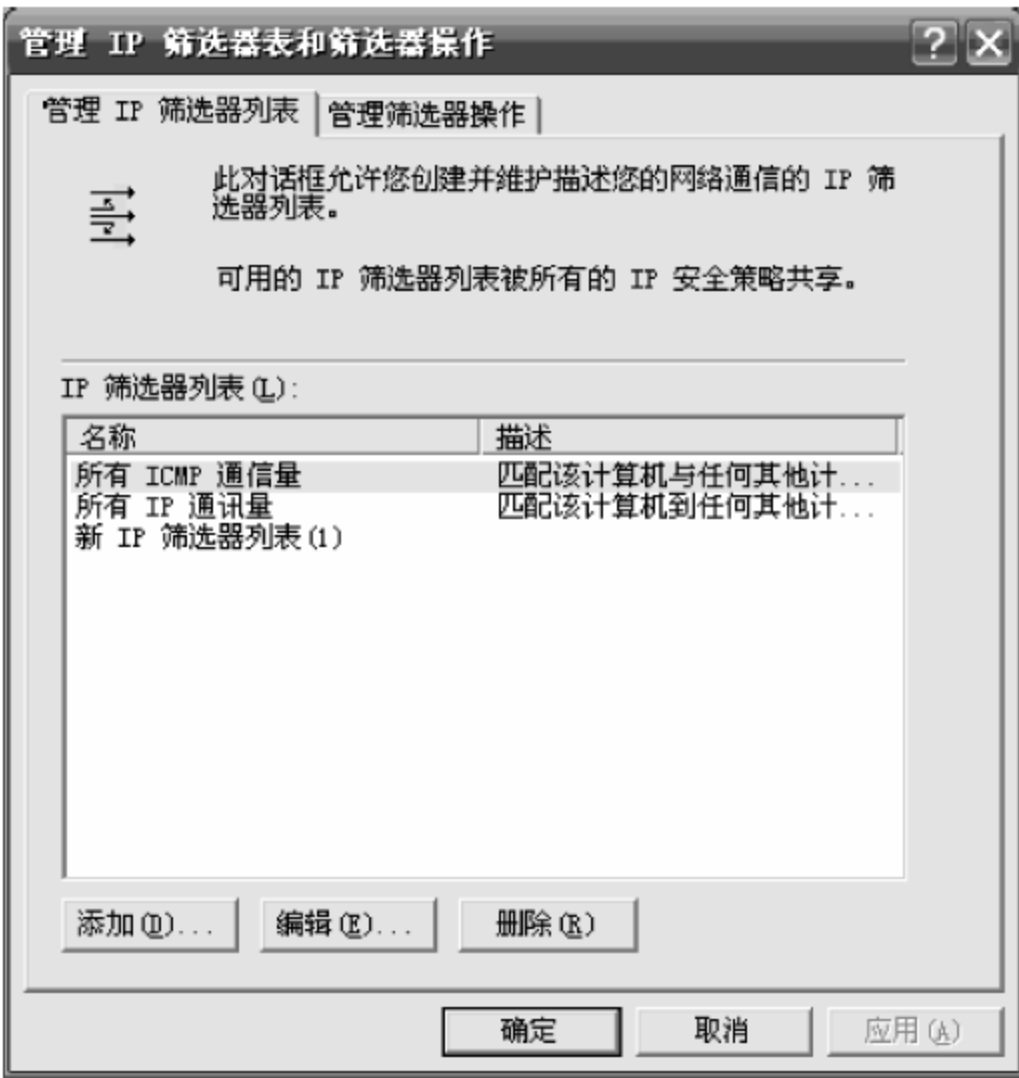 管理 IP 筛选器表和筛选器操作
管理 IP 筛选器列表 管理筛选器操作
此对话框允许您创建并维护描述您的网络通信的 IP 筛
选器列表。
可用的 IP 筛选器列表被所有的 IP 安全策略共享。
IP 筛选器列表(L):
名称 描述
所有 ICMP 通信量 匹配该计算机与任何其他计...
所有 IP 通讯量 匹配该计算机到任何其他计...
新 IP 筛选器列表(1)
添加(D)... 编辑(E)... 删除(R)
确定 取消 应用(A)